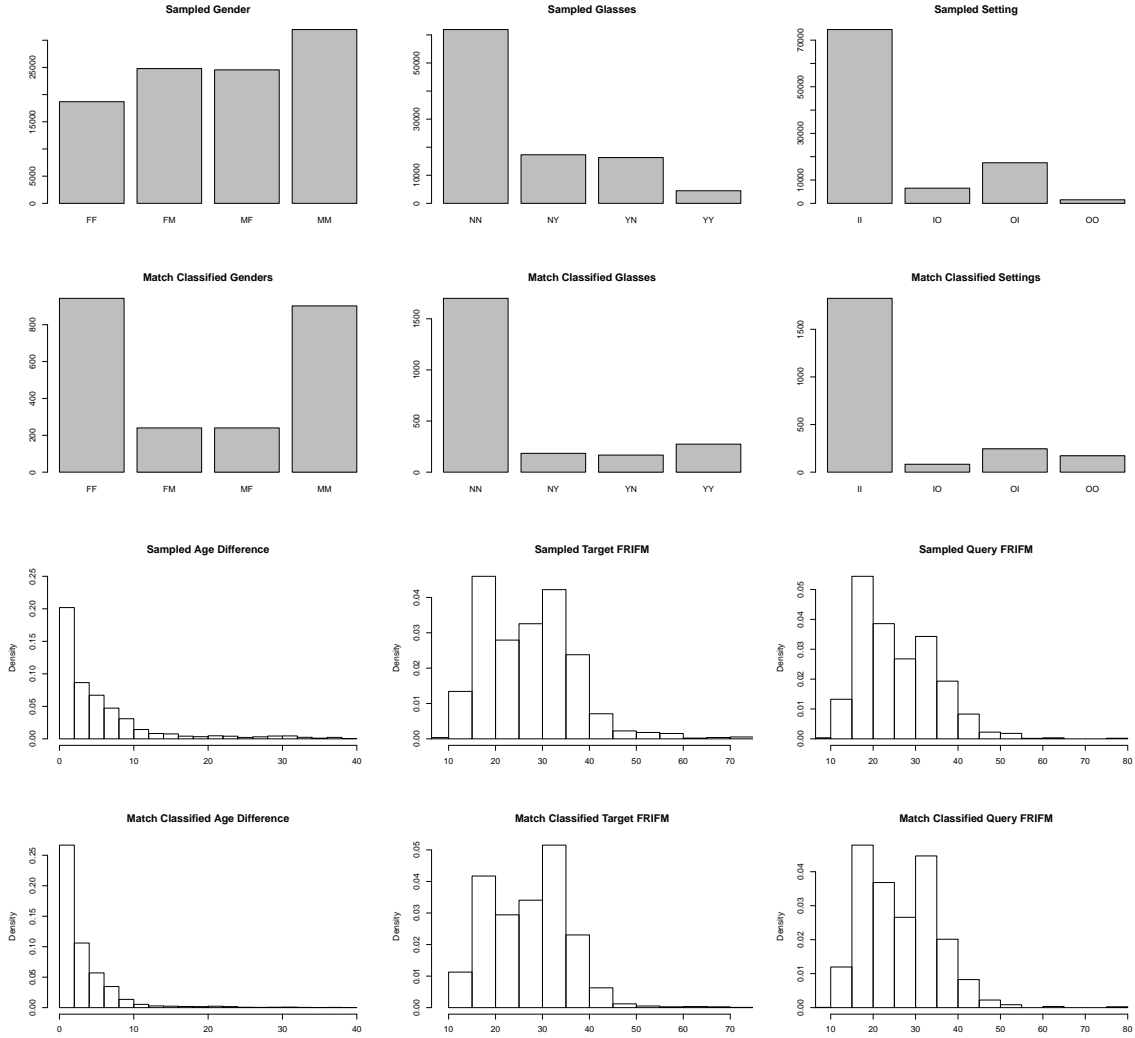 Sampled Gender
0 5000 15000 25000
FF FM MF MM
Sampled Glasses
0 10000 30000 50000
NN NY YN YY
Sampled Setting
0 10000 30000 50000 70000
II IO OI OO
Match Classified Genders
0 200 400 600 800
FF FM MF MM
Match Classified Glasses
0 500 1000 1500
NN NY YN YY
Match Classified Settings
0 500 1000 1500
II IO OI OO
Sampled Age Difference
Density
0.00 0.05 0.10 0.15 0.20 0.25
0 10 20 30 40
Sampled Target FRIFM
Density
0.00 0.01 0.02 0.03 0.04
10 20 30 40 50 60 70
Sampled Query FRIFM
Density
0.00 0.01 0.02 0.03 0.04 0.05
10 20 30 40 50 60 70 80
Match Classified Age Difference
Density
0.00 0.05 0.10 0.15 0.20 0.25
0 10 20 30 40
Match Classified Target FRIFM
Density
0.00 0.01 0.02 0.03 0.04 0.05
10 20 30 40 50 60 70
Match Classified Query FRIFM
Density
0.00 0.01 0.02 0.03 0.04
10 20 30 40 50 60 70 80